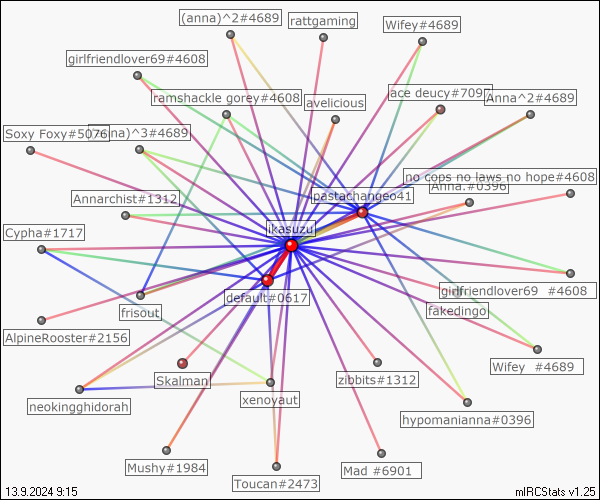 (anna)^2#4689
rattgaming
Wifey#4689
girlfriendlover69#4608
ramshackle gorey#4608
avelicious
ace deucy#709
Anna^2#4689
Soxy Foxy#5076
na)^3#4689
no cops no laws no hope#4608
Anna.#0396
Annarchist#1312
pastachange041
Cypha#1717
ikasuzu
default#0617
girlfriendlover69 #4608
frisout
fakedingo
AlpineRooster#2156
Wifey #4689
Skalman
zibbits#1312
neokingghidorah
xenoyaut
hypomanianna#0396
Mushy#1984
Toucan#2473
Mad #6901
13.9.2024 9:15
mIRCStats v1.25